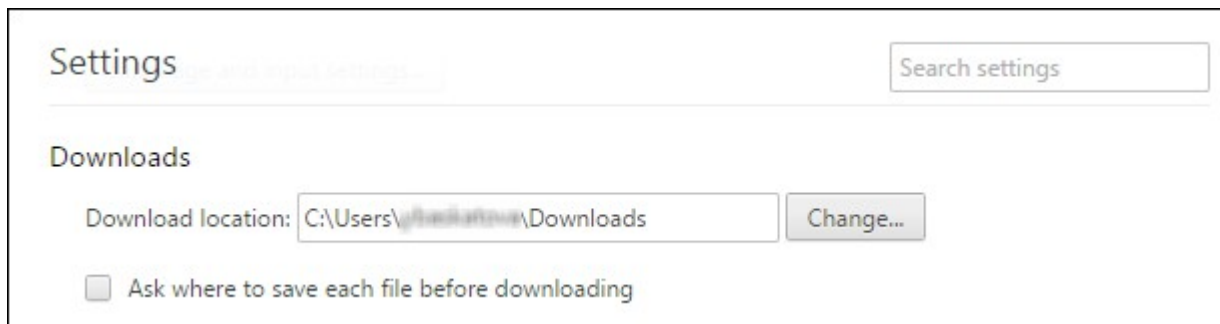 Settings
Search settings
Downloads
Download location: C:\Users\ \Downloads Change...
Ask where to save each file before downloading